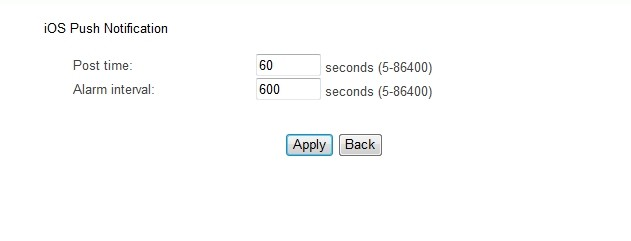 iOS Push Notification
Post time: 60 seconds (5-86400)
Alarm interval: 600 seconds (5-86400)
Apply Back